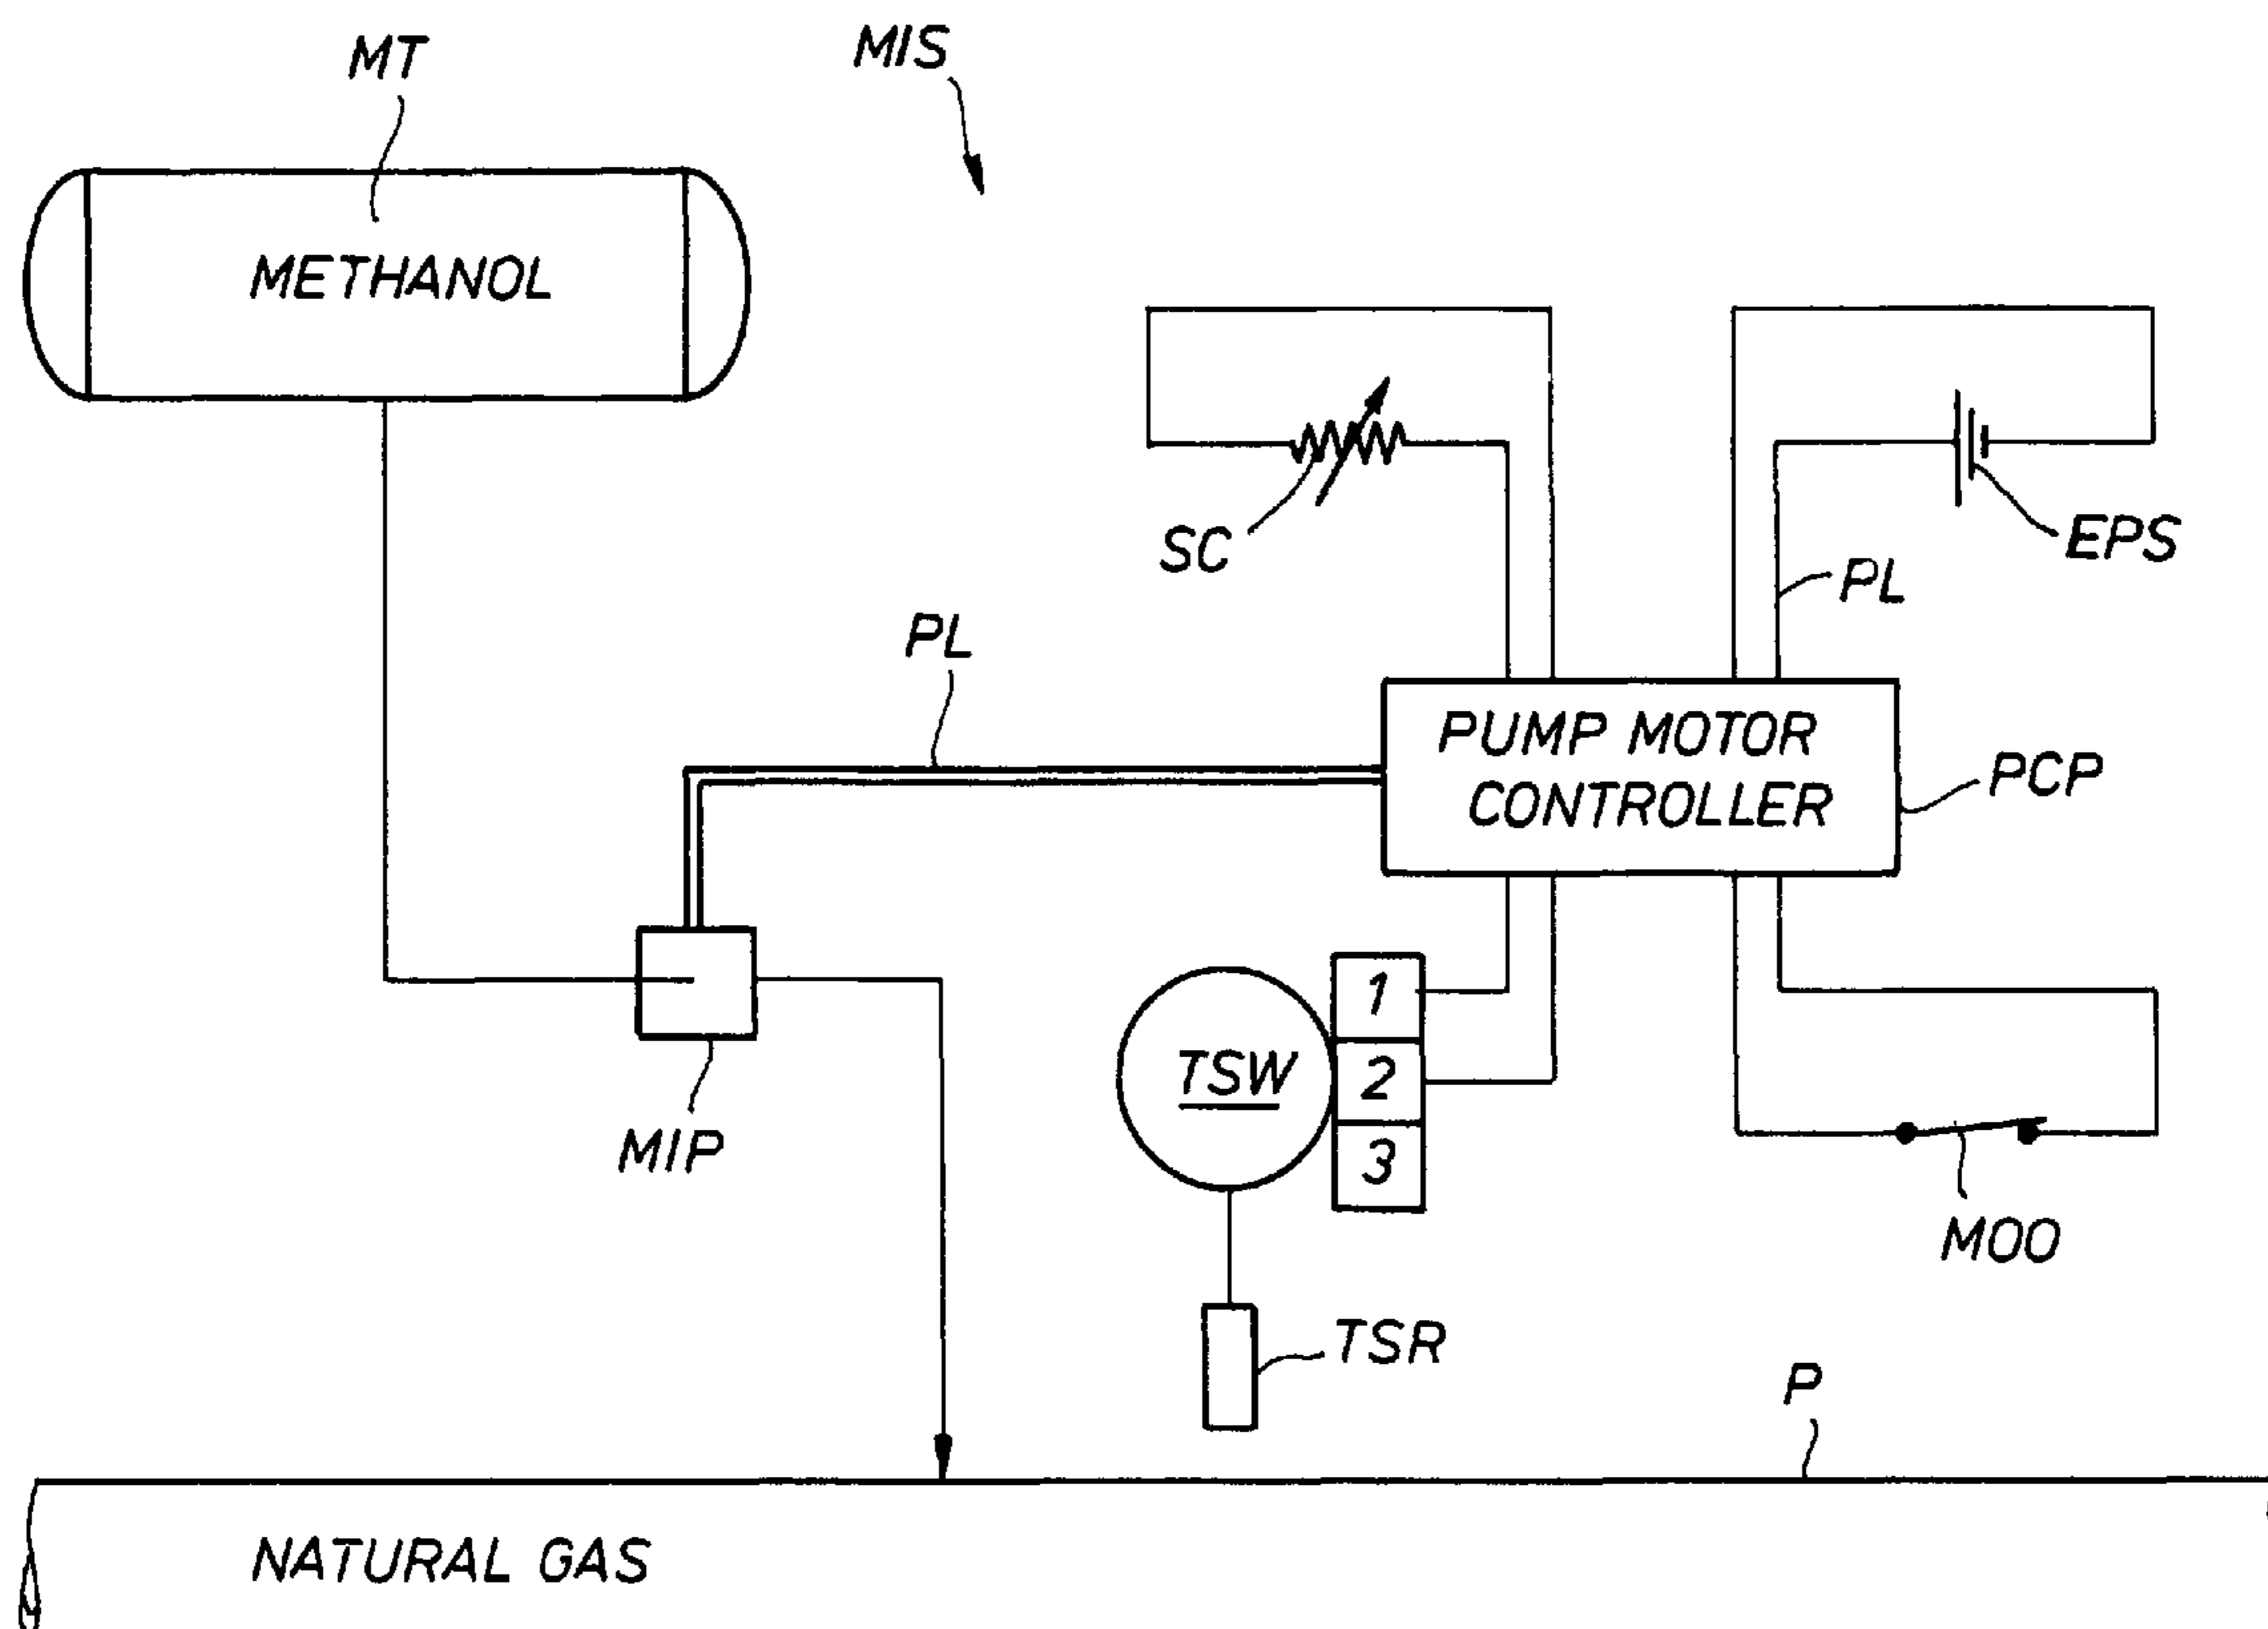 MT
MIS
METHANOL
SC
EPS
PL
PL
PUMP MOTOR
CONTROLLER
PCP
1
TSW
2
3
MIP
MOO
TSR
P
NATURAL GAS